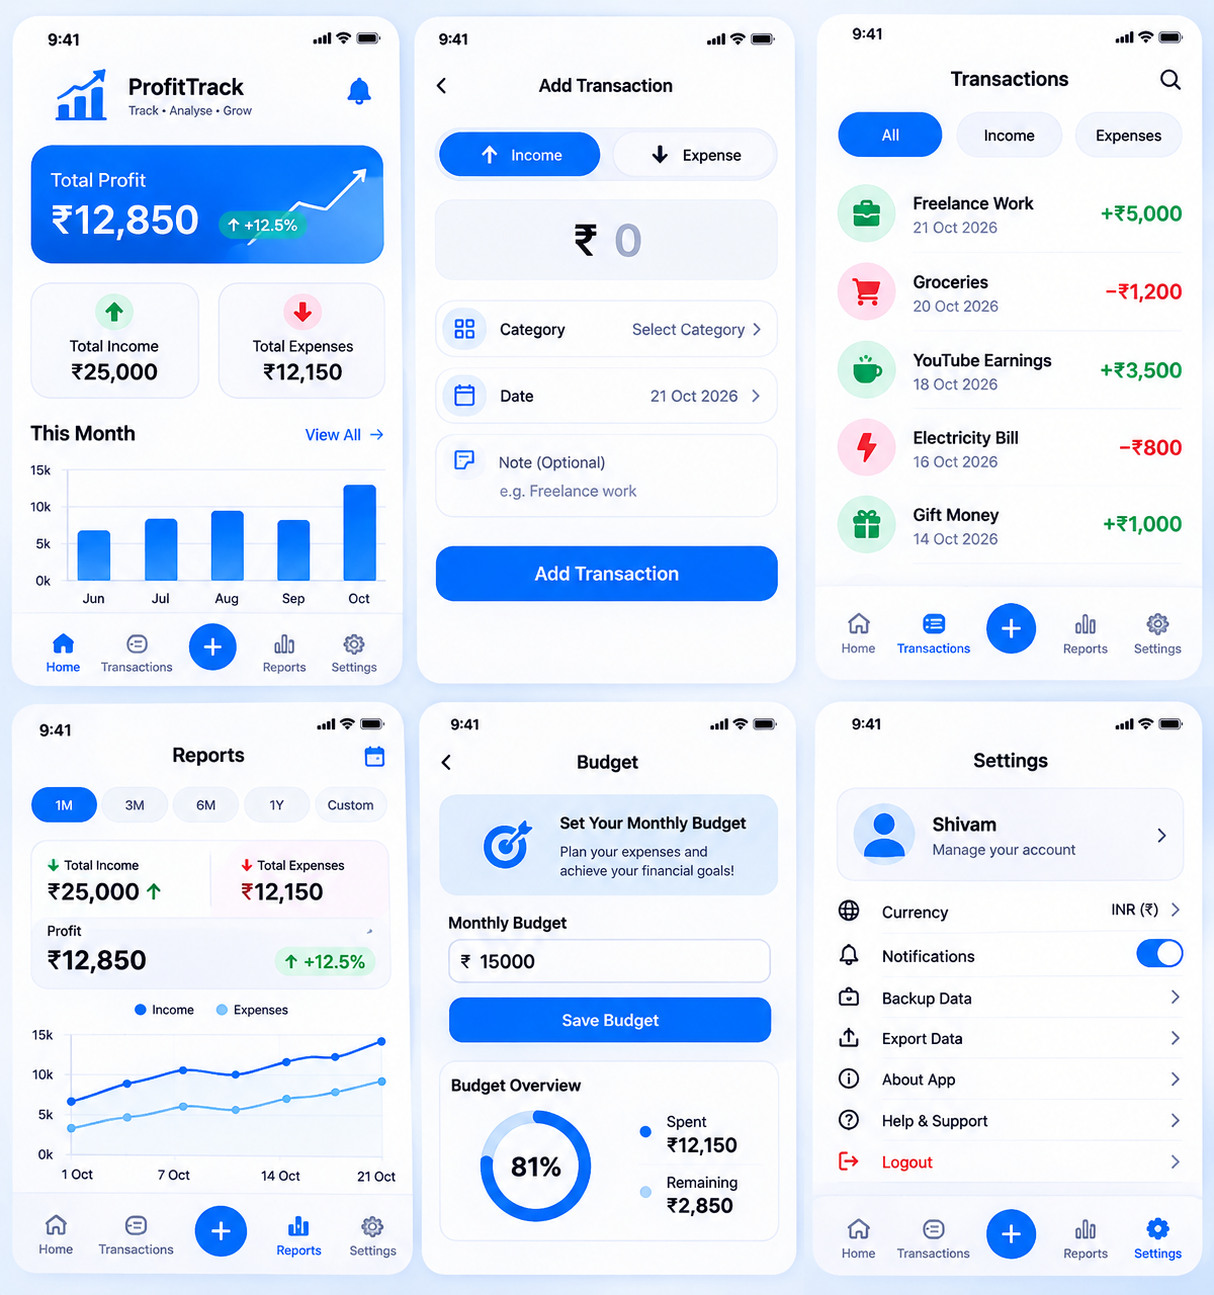 9:41
ProfitTrack
Track • Analyse • Grow
Total Profit
₹12,850
↑ +12.5%
Total Income
₹25,000
Total Expenses
₹12,150
This Month
View All →
15k
10k
5k
0k
Jun Jul Aug Sep Oct
Home Transactions + Reports Settings
9:41
Add Transaction
↑ Income
↓ Expense
₹ 0
Category Select Category >
Date 21 Oct 2026 >
Note (Optional)
e.g. Freelance work
Add Transaction
9:41
Transactions
All Income Expenses
Freelance Work
21 Oct 2026
+₹5,000
Groceries
20 Oct 2026
−₹1,200
YouTube Earnings
18 Oct 2026
+₹3,500
Electricity Bill
16 Oct 2026
−₹800
Gift Money
14 Oct 2026
+₹1,000
Home Transactions + Reports Settings
9:41
Reports
1M 3M 6M 1Y Custom
↓ Total Income
₹25,000 ↑
↓ Total Expenses
₹12,150
Profit
₹12,850
↑ +12.5%
Income Expenses
15k
10k
5k
0k
1 Oct 7 Oct 14 Oct 21 Oct
Home Transactions + Reports Settings
9:41
Budget
Set Your Monthly Budget
Plan your expenses and
achieve your financial goals!
Monthly Budget
₹ 15000
Save Budget
Budget Overview
81%
Spent
₹12,150
Remaining
₹2,850
9:41
Settings
Shivam
Manage your account
Currency INR (₹) >
Notifications
Backup Data
Export Data
About App
Help & Support
Logout
Home Transactions + Reports Settings